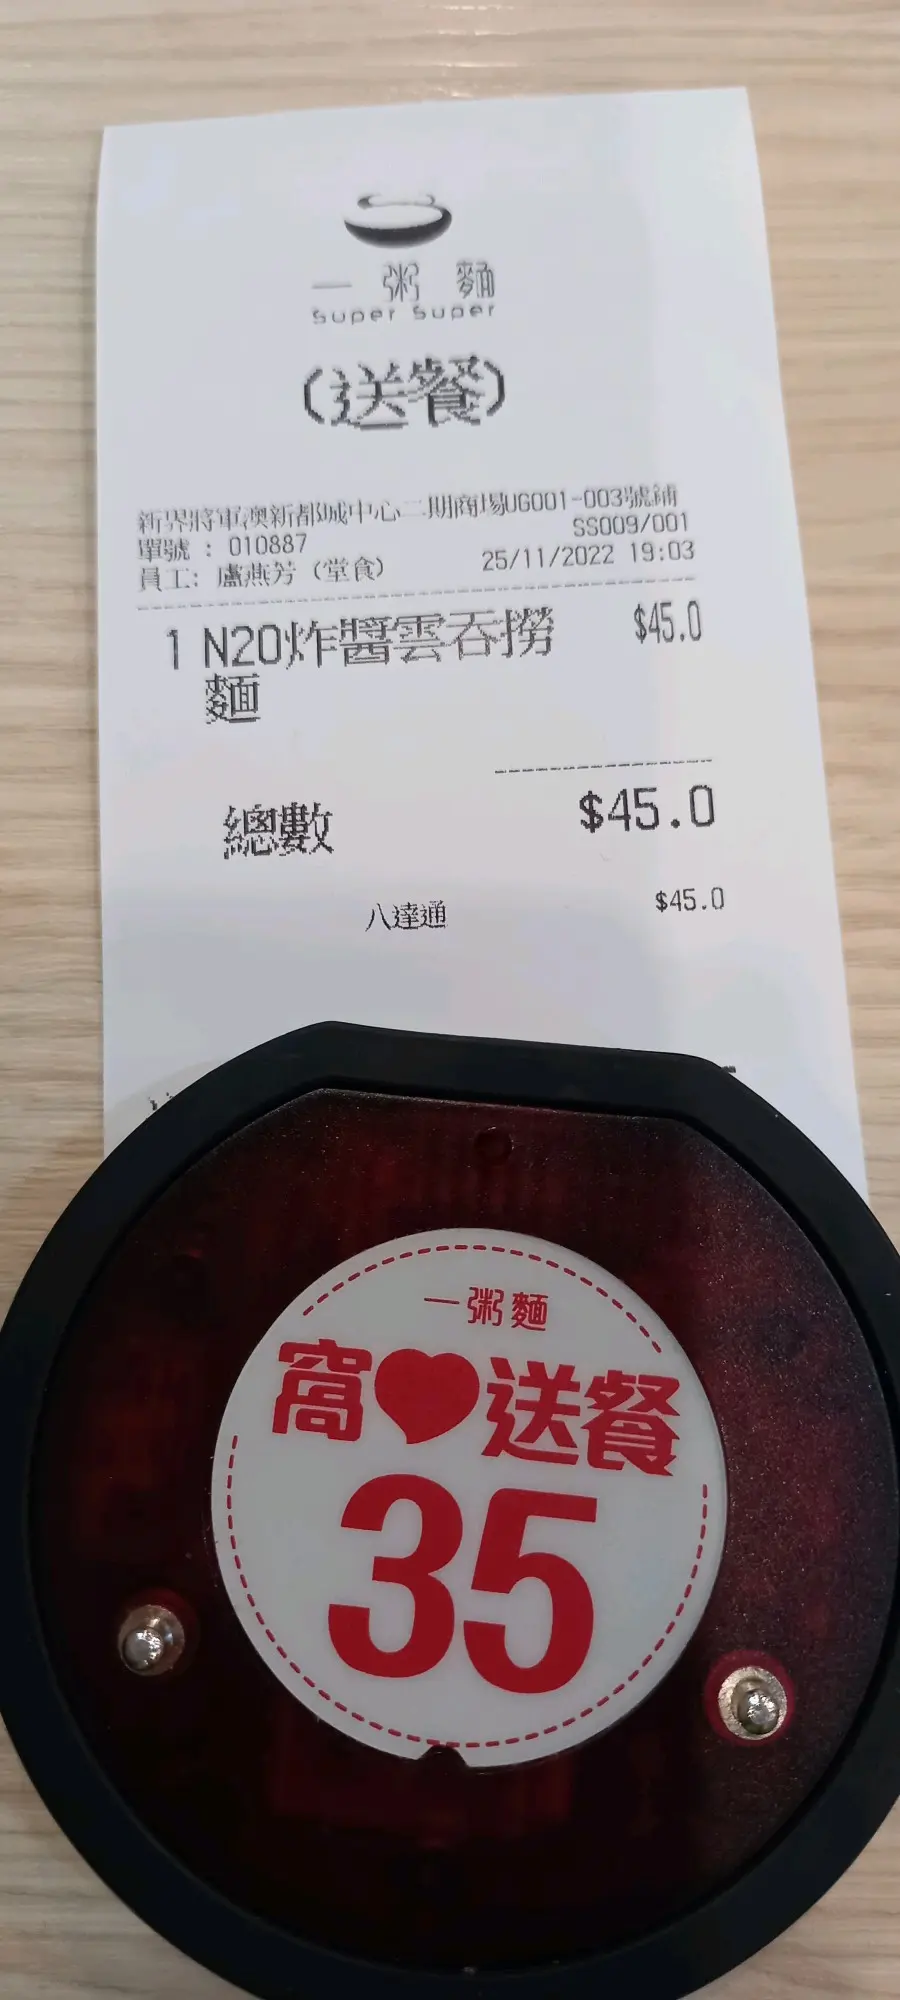 一粥麵
Super Super
(送餐)
新界將軍澳新都城中心二期商場UG001-003號鋪
單號 : 010887
SS009/001
員工: 盧燕芳 (堂食)
25/11/2022 19:03
1 N20炸醬雲吞撈麵 $45.0
總數 $45.0
八達通 $45.0
一粥麵
窩♥送餐
35